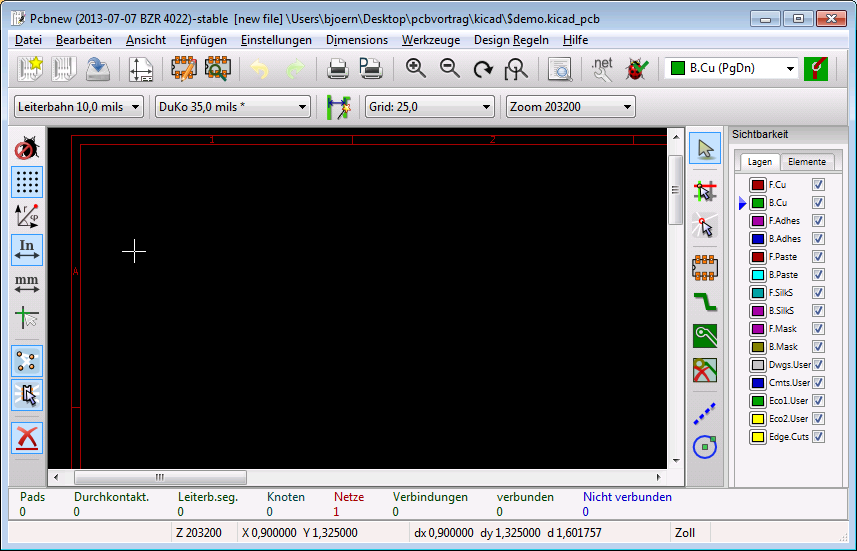 Pcbnew (2013-07-07 BZR 4022)-stable [new file] \Users\bjoern\Desktop\pcbvortrag\kicad\$demo.kicad_pcb
Datei Bearbeiten Ansicht Einfügen Einstellungen Dimensions Werkzeuge Design Regeln Hilfe
.net
B.Cu (PgDn)
Leiterbahn 10,0 mils
DuKo 35,0 mils *
Grid: 25,0
Zoom 203200
In
mm
1 2
A
Sichtbarkeit
Lagen Elemente
F.Cu
B.Cu
F.Adhes
B.Adhes
F.Paste
B.Paste
F.SilkS
B.SilkS
F.Mask
B.Mask
Dwgs.User
Cmts.User
Eco1.User
Eco2.User
Edge.Cuts
Pads Durchkontakt. Leiterb.seg. Knoten Netze Verbindungen verbunden Nicht verbunden
0 0 0 0 1 0 0 0
Z 203200 X 0,900000 Y 1,325000 dx 0,900000 dy 1,325000 d 1,601757 Zoll